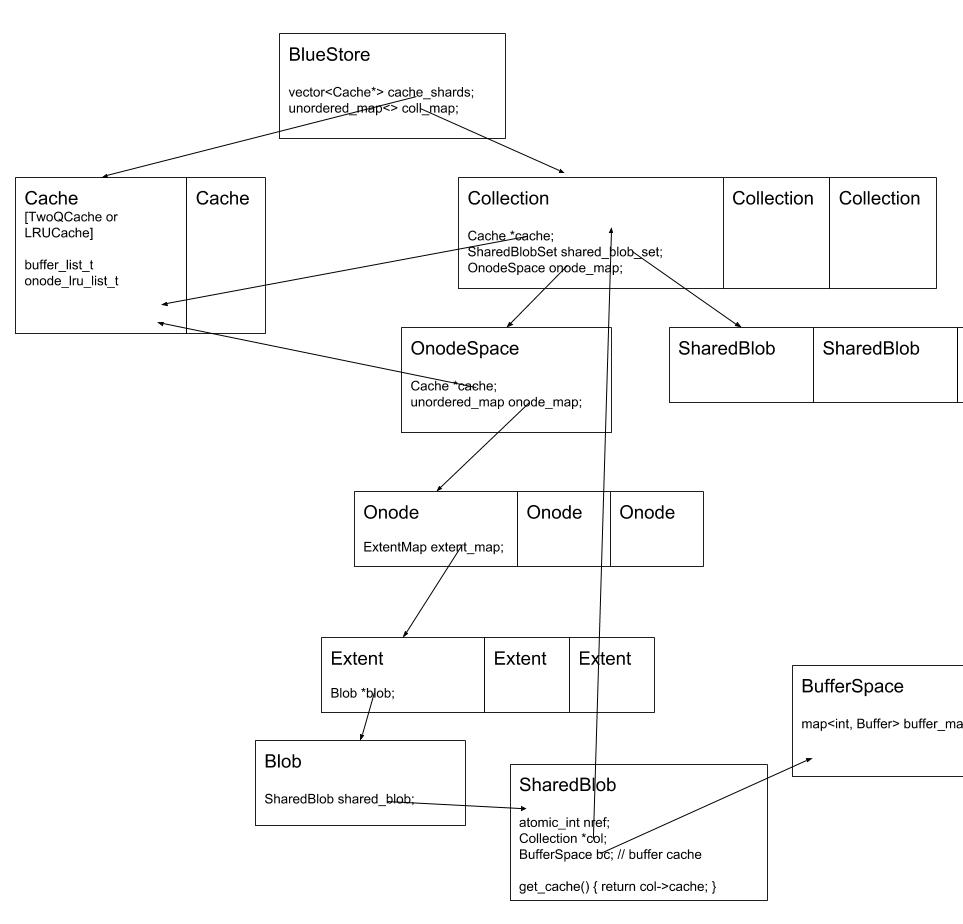 BlueStore
vector<Cache*> cache_shards;
unordered_map<> coll_map;
Cache
[TwoQCache or
LRUCache]
buffer_list_t
onode_lru_list_t
Cache
Collection
Cache *cache;
SharedBlobSet shared_blob_set;
OnodeSpace onode_map;
Collection
Collection
OnodeSpace
Cache *cache;
unordered_map onode_map;
SharedBlob
SharedBlob
Onode
ExtentMap extent_map;
Onode
Onode
Extent
Blob *blob;
Extent
Extent
BufferSpace
map<int, Buffer> buffer_ma
Blob
SharedBlob shared_blob;
SharedBlob
atomic_int nref;
Collection *col;
BufferSpace bc; // buffer cache
get_cache() { return col->cache; }